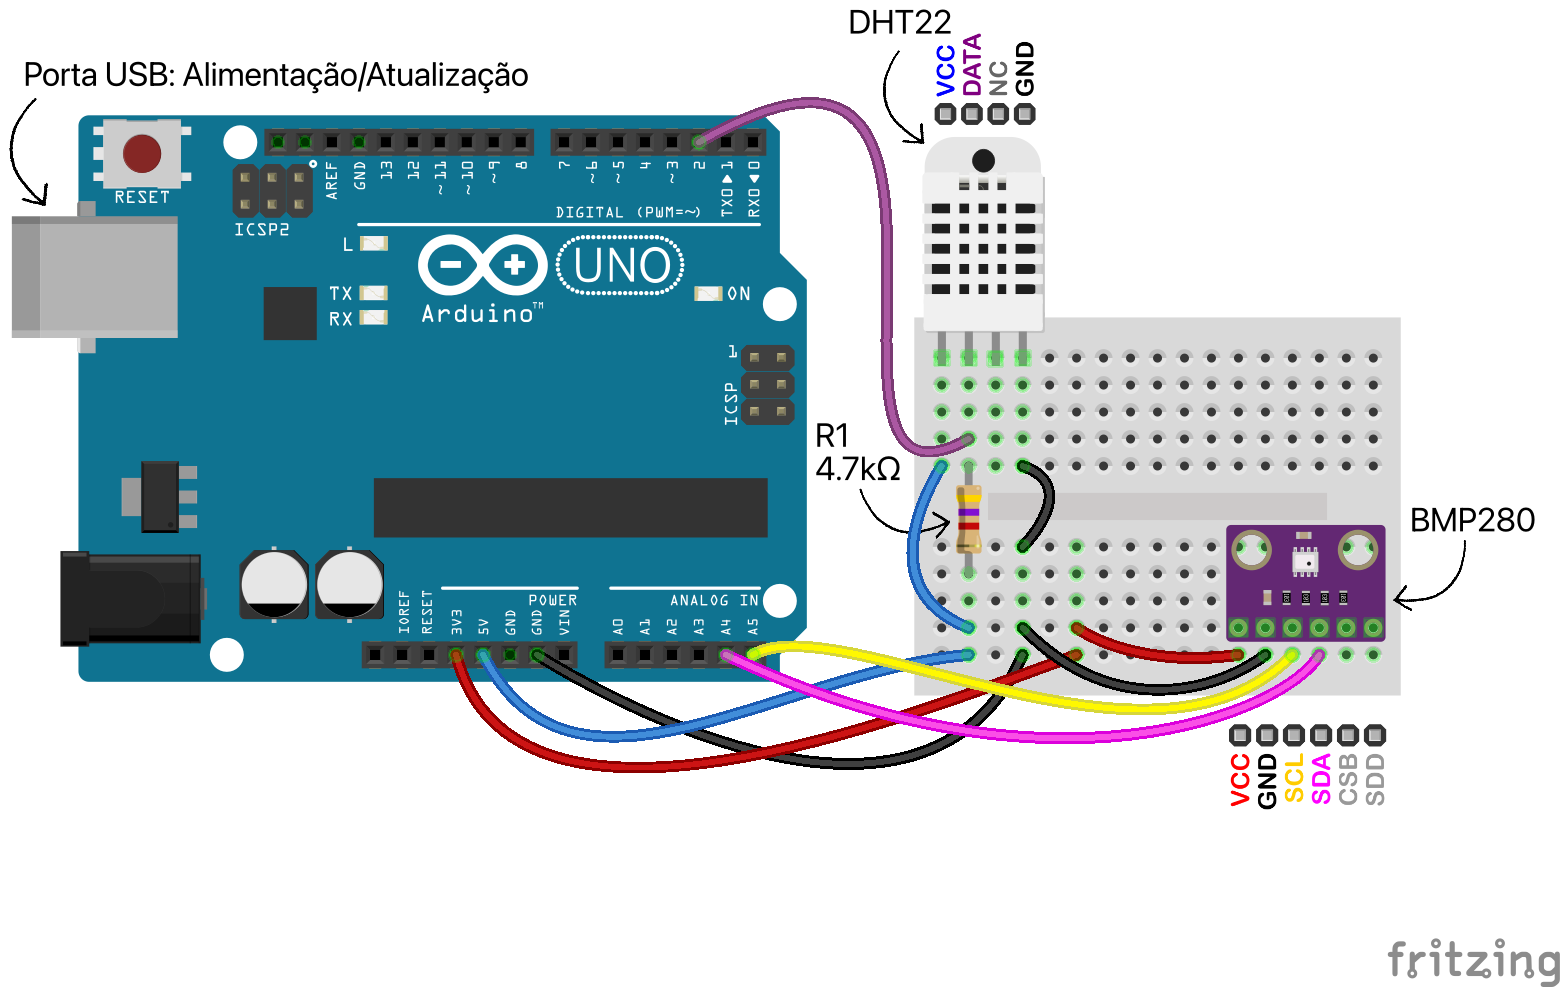 DHT22
VCC
DATA
NC
GND
Porta USB: Alimentação/Atualização
RESET
ICSP2
AREF
GND
13
12
~11
~10
~9
8
7
~6
~5
4
~3
2
TX0▶1
RX0◀0
DIGITAL (PWM=~)
L
TX
RX
UNO
Arduino™
ON
1
ICSP
R1
4.7kΩ
BMP280
IOREF
RESET
3V3
5V
GND
GND
VIN
POWER
ANALOG IN
A0
A1
A2
A3
A4
A5
VCC
GND
SCL
SDA
CSB
SDD
fritzing